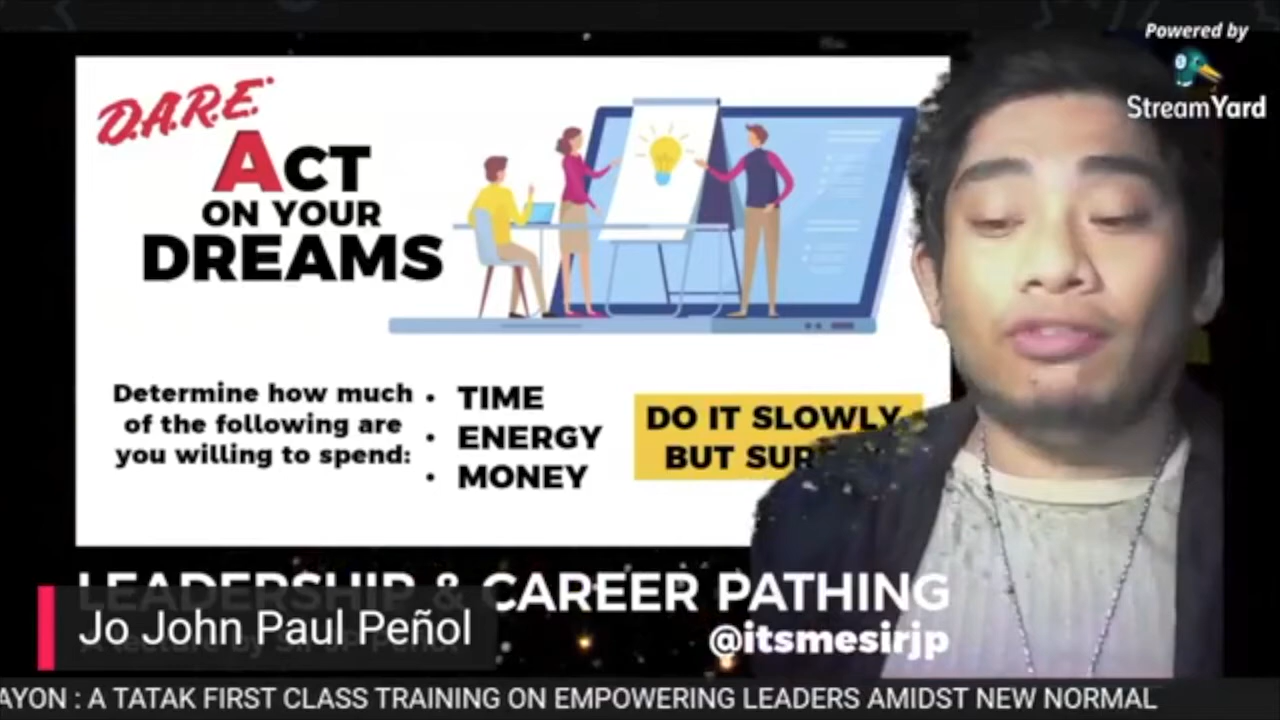 Powered by
StreamYard
D.A.R.E.
ACT
ON YOUR
DREAMS
Determine how much
of the following are
you willing to spend:
• TIME
• ENERGY
• MONEY
DO IT SLOWLY
BUT
LEADERSHIP & CAREER PATHING
Jo John Paul Peñol
@itsmesirjp
AYON : A TATAK FIRST CLASS TRAINING ON EMPOWERING LEADERS AMIDST NEW NORMAL